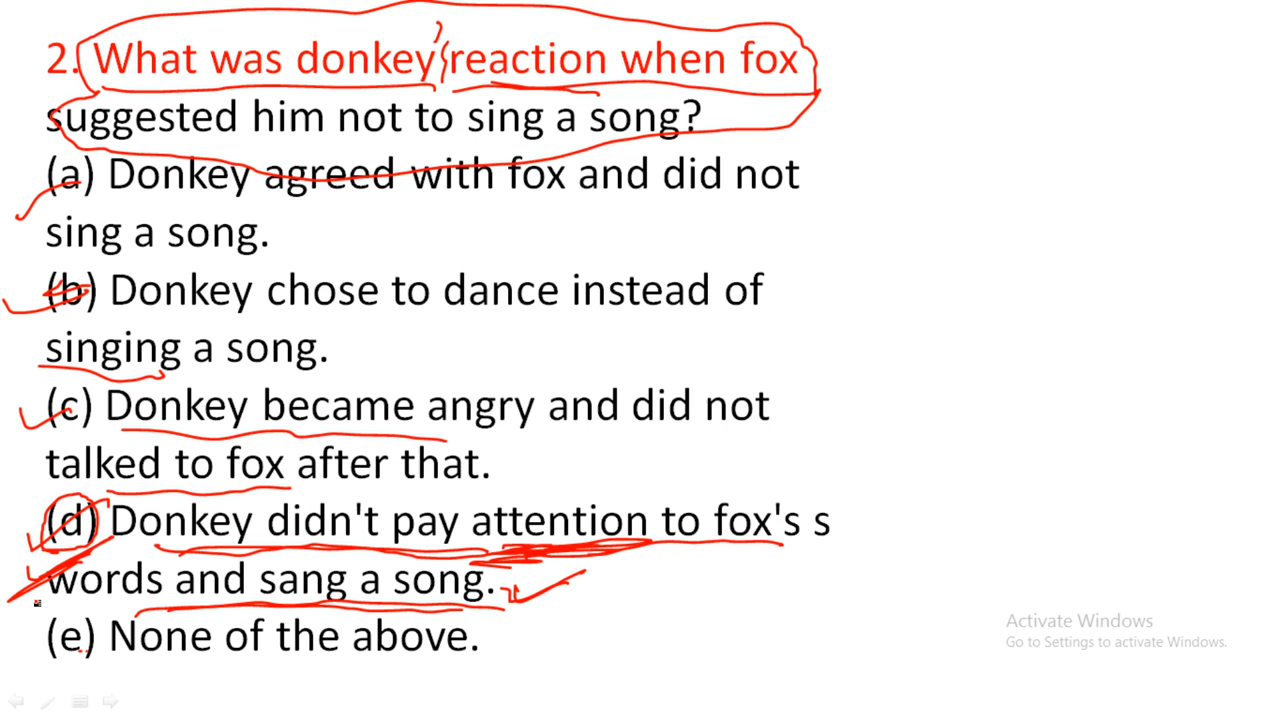 2. What was donkey' reaction when fox
suggested him not to sing a song?
(a) Donkey agreed with fox and did not
sing a song.
(b) Donkey chose to dance instead of
singing a song.
(c) Donkey became angry and did not
talked to fox after that.
(d) Donkey didn't pay attention to fox's s
words and sang a song.
(e) None of the above.
Activate Windows
Go to Settings to activate Windows.